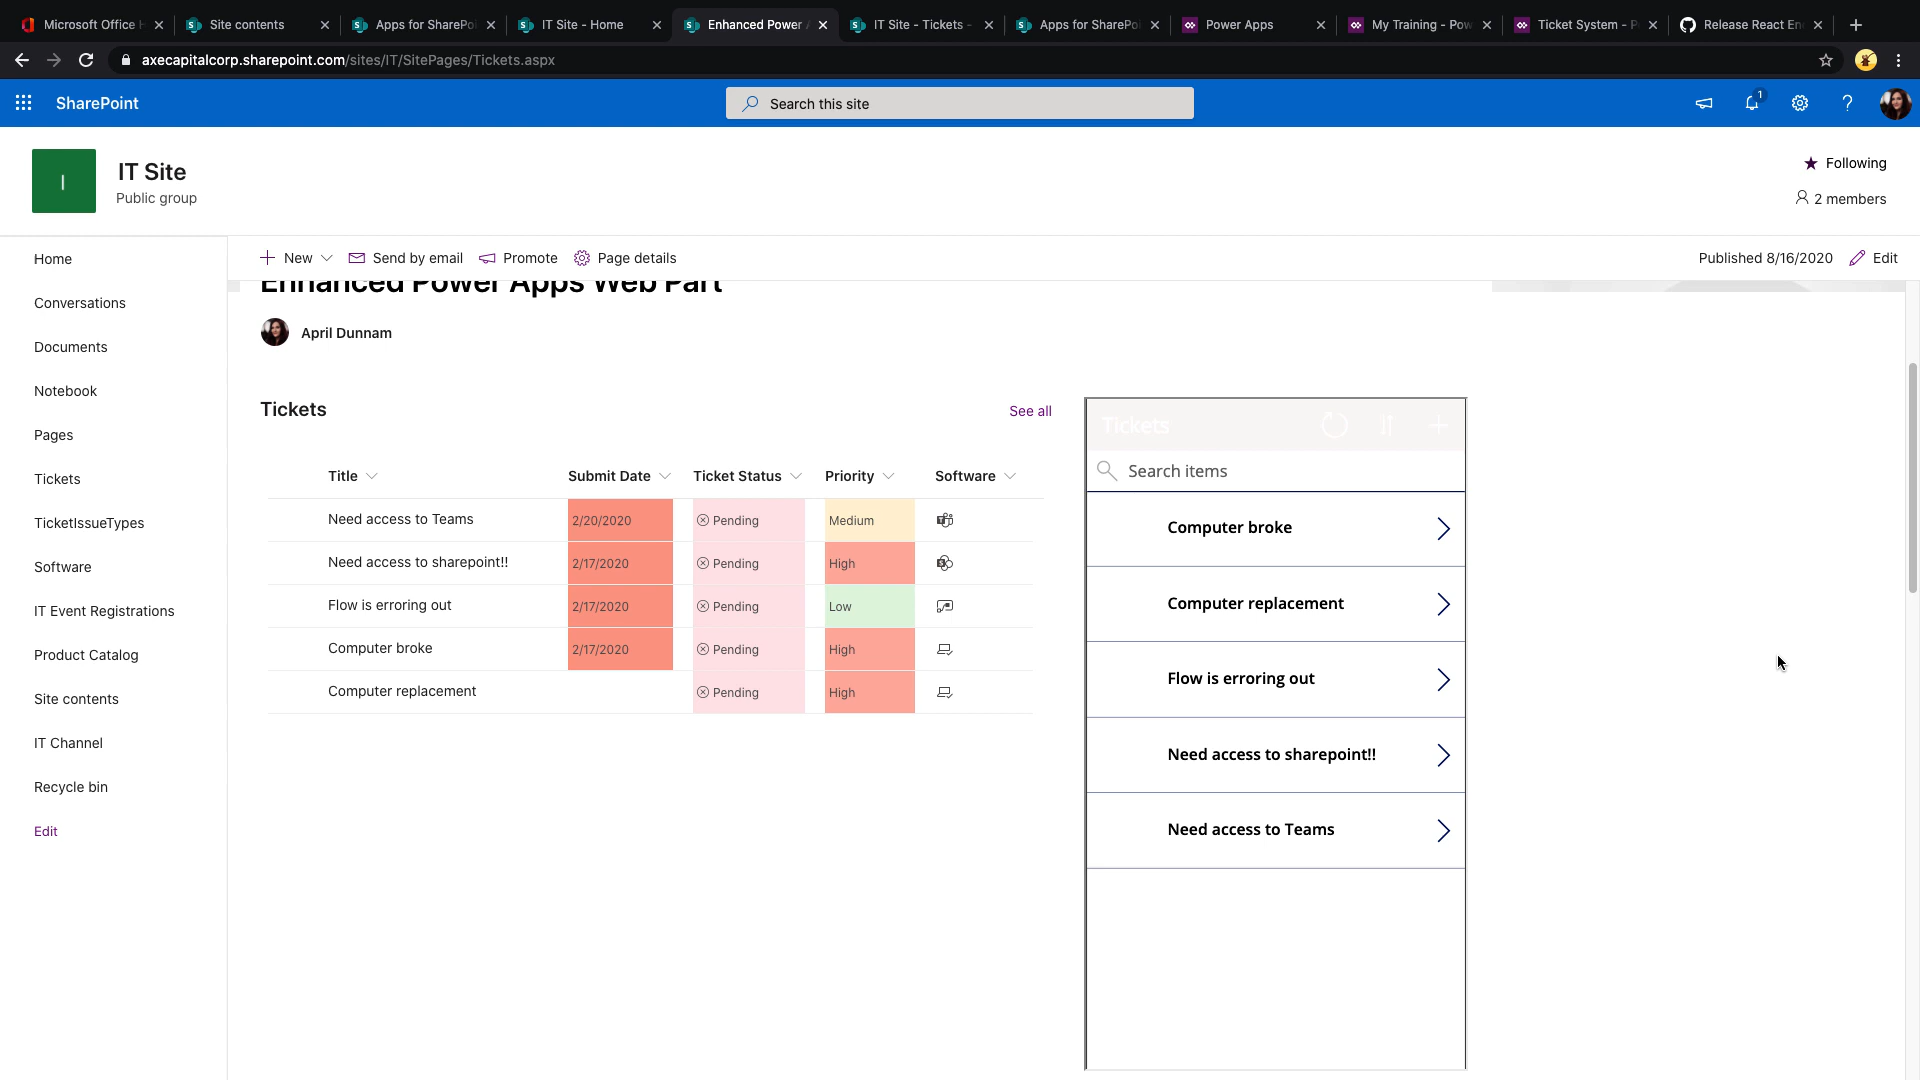 Microsoft Office H
Site contents
Apps for SharePoi
IT Site - Home
Enhanced Power A
IT Site - Tickets -
Apps for SharePoi
Power Apps
My Training - Pow
Ticket System - P
Release React En
axecapitalcorp.sharepoint.com/sites/IT/SitePages/Tickets.aspx
SharePoint
Search this site
1
I
IT Site
Public group
Following
2 members
Home
Conversations
Documents
Notebook
Pages
Tickets
TicketIssueTypes
Software
IT Event Registrations
Product Catalog
Site contents
IT Channel
Recycle bin
Edit
New
Send by email
Promote
Page details
Published 8/16/2020
Edit
Enhanced Power Apps Web Part
April Dunnam
Tickets
See all
Title Submit Date Ticket Status Priority Software
Need access to Teams 2/20/2020 Pending Medium
Need access to sharepoint!! 2/17/2020 Pending High
Flow is erroring out 2/17/2020 Pending Low
Computer broke 2/17/2020 Pending High
Computer replacement Pending High
Tickets
Search items
Computer broke
Computer replacement
Flow is erroring out
Need access to sharepoint!!
Need access to Teams